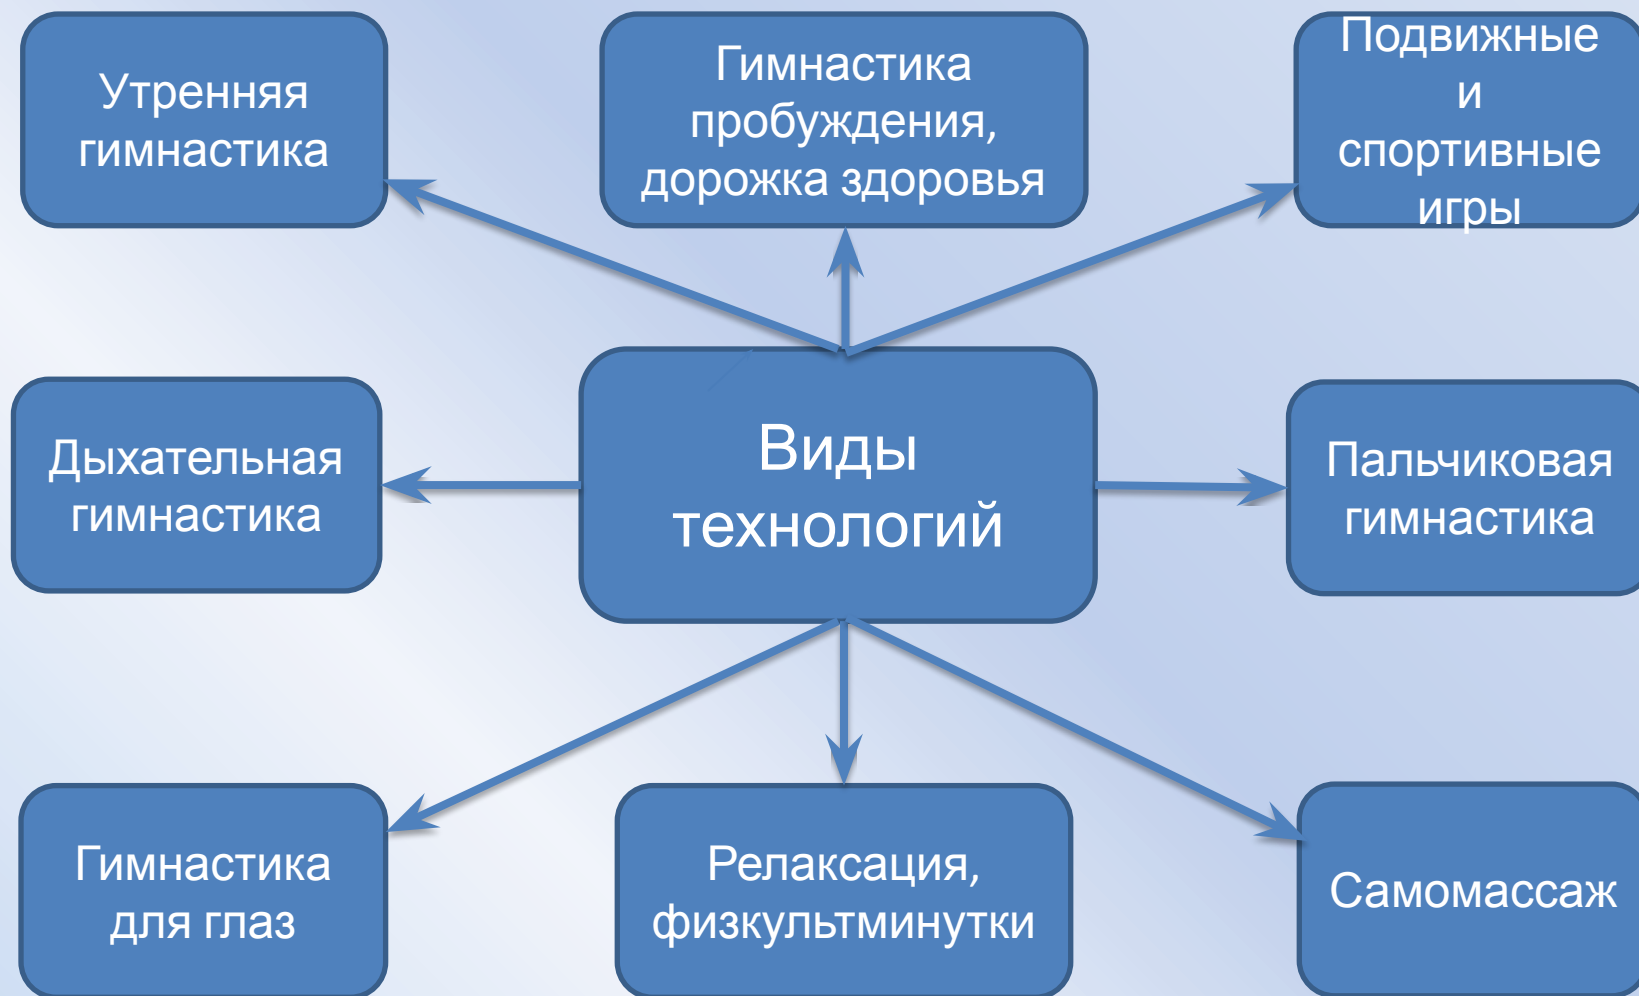 Утренняя
гимнастика
Гимнастика
пробуждения,
дорожка здоровья
Подвижные
и
спортивные
игры
Дыхательная
гимнастика
Виды
технологий
Пальчиковая
гимнастика
Гимнастика
для глаз
Релаксация,
физкультминутки
Самомассаж